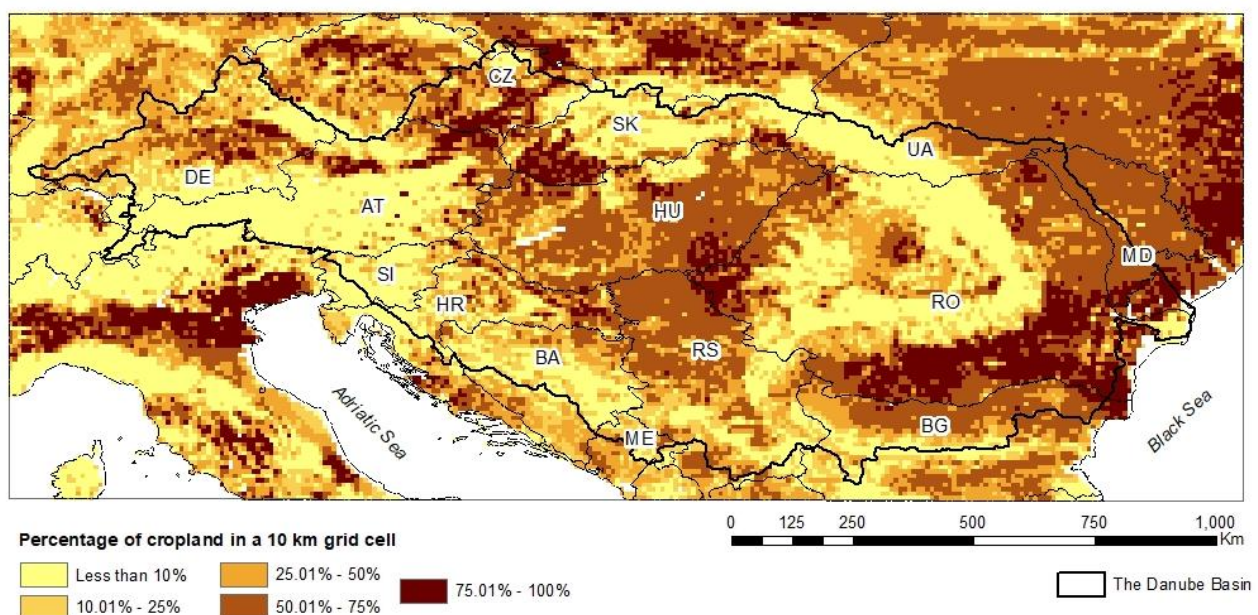 CZ
SK
UA
DE
AT
HU
MD
SI
HR
RO
BA
RS
Adriatic Sea
ME
BG
Black Sea
Percentage of cropland in a 10 km grid cell
0 125 250 500 750 1,000
Km
Less than 10%
25.01% - 50%
75.01% - 100%
10.01% - 25%
50.01% - 75%
The Danube Basin